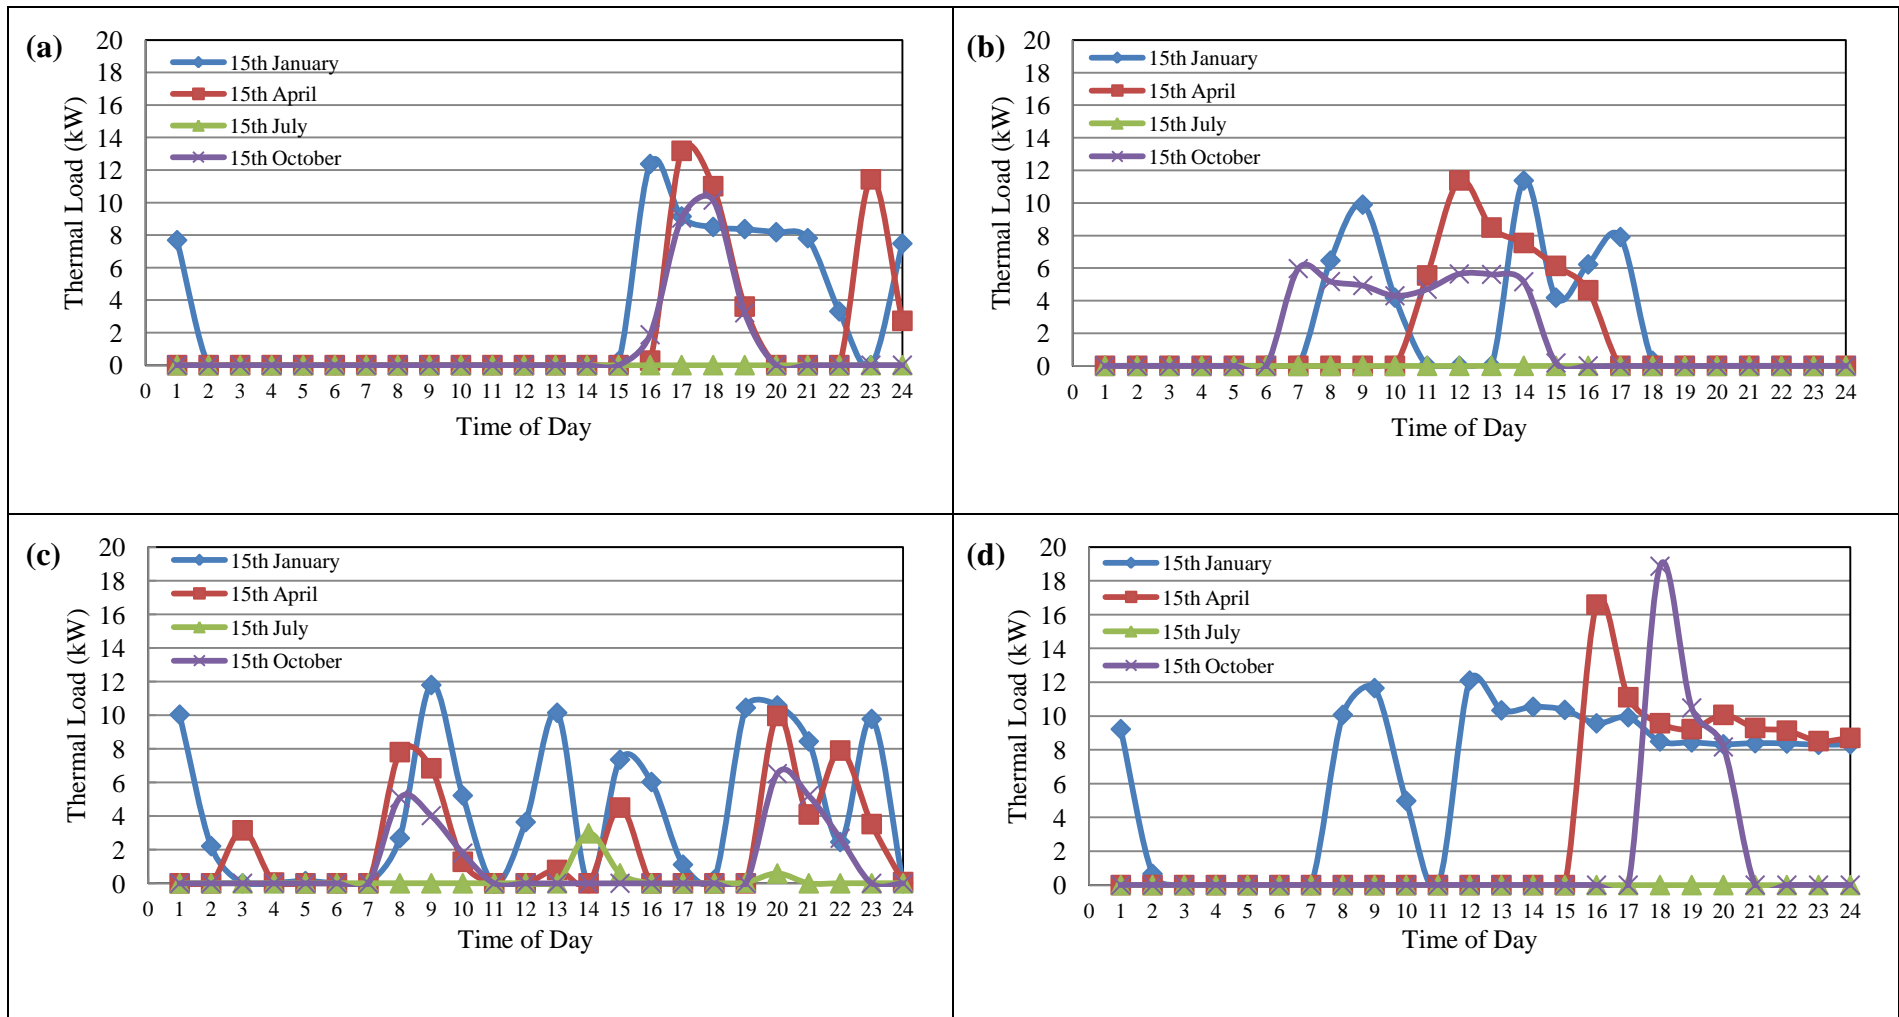 (a)
Thermal Load (kW)
20
18
16
14
12
10
8
6
4
2
0
15th January
15th April
15th July
15th October
0 1 2 3 4 5 6 7 8 9 10 11 12 13 14 15 16 17 18 19 20 21 22 23 24
Time of Day
(b)
Thermal Load (kW)
20
18
16
14
12
10
8
6
4
2
0
15th January
15th April
15th July
15th October
0 1 2 3 4 5 6 7 8 9 10 11 12 13 14 15 16 17 18 19 20 21 22 23 24
Time of Day
(c)
Thermal Load (kW)
20
18
16
14
12
10
8
6
4
2
0
15th January
15th April
15th July
15th October
0 1 2 3 4 5 6 7 8 9 10 11 12 13 14 15 16 17 18 19 20 21 22 23 24
Time of Day
(d)
Thermal Load (kW)
20
18
16
14
12
10
8
6
4
2
0
15th January
15th April
15th July
15th October
0 1 2 3 4 5 6 7 8 9 10 11 12 13 14 15 16 17 18 19 20 21 22 23 24
Time of Day